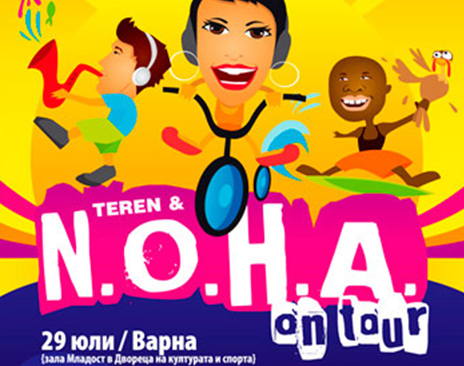 TEREN &
N.O.H.A.
on tour
29 юли / Варна
{зала Младост в Двореца на културата и спорта}